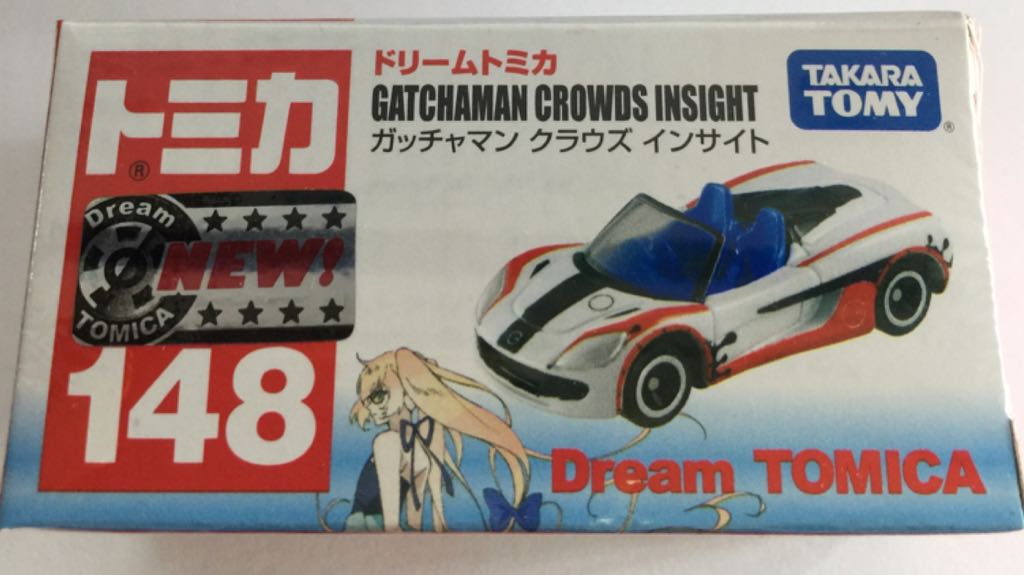 トミカ
®
Dream
NEW!
TOMICA
148
ドリームトミカ
GATCHAMAN CROWDS INSIGHT
ガッチャマン クラウズ インサイト
TAKARA
TOMY
®
G
G
Dream TOMICA